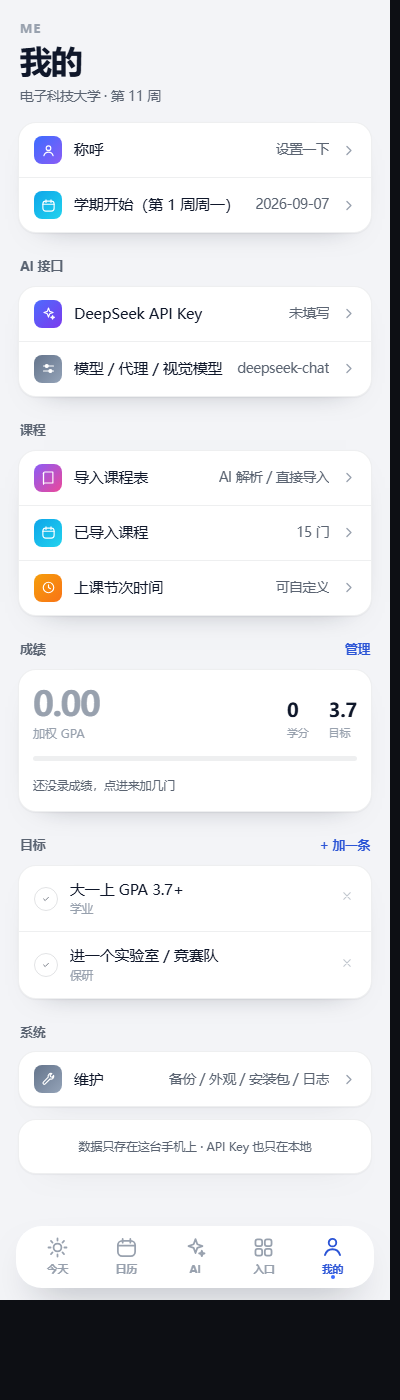 ME
我的
电子科技大学 · 第 11 周
称呼 设置一下
学期开始（第 1 周周一） 2026-09-07
AI 接口
DeepSeek API Key 未填写
模型 / 代理 / 视觉模型 deepseek-chat
课程
导入课程表 AI 解析 / 直接导入
已导入课程 15 门
上课节次时间 可自定义
成绩 管理
0.00 0 3.7
加权 GPA 学分 目标
还没录成绩，点进来加几门
目标 + 加一条
大一上 GPA 3.7+
学业
进一个实验室 / 竞赛队
保研
系统
维护 备份 / 外观 / 安装包 / 日志
数据只存在这台手机上 · API Key 也只在本地
今天 日历 AI 入口 我的